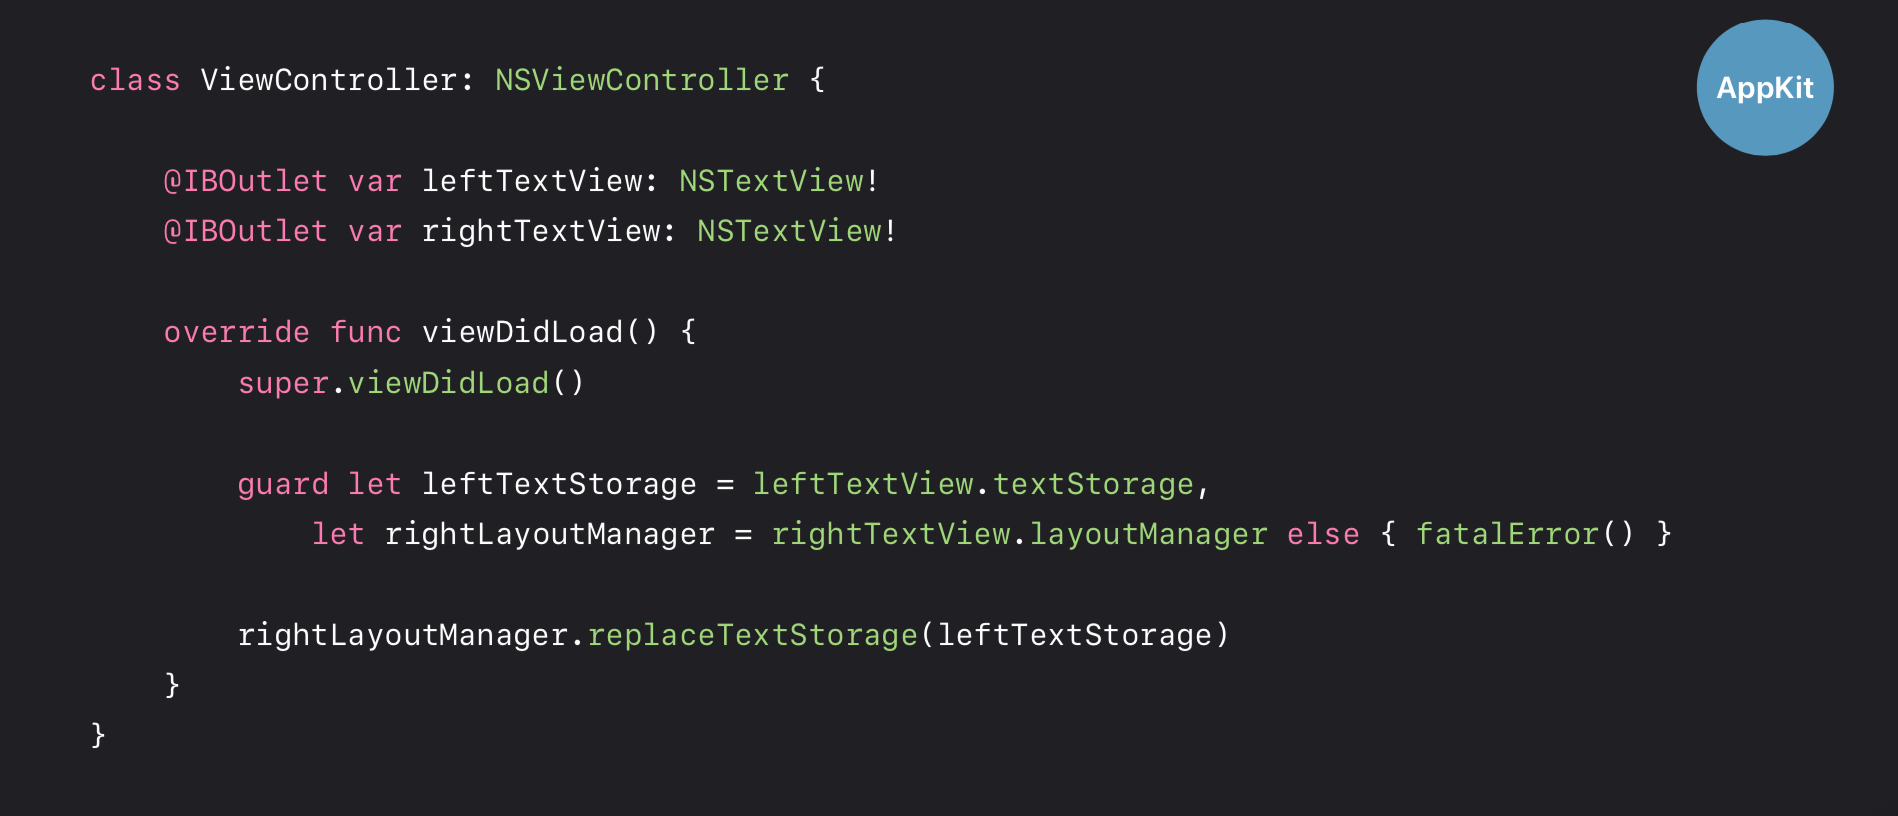 class ViewController: NSViewController {
@IBOutlet var leftTextView: NSTextView!
@IBOutlet var rightTextView: NSTextView!
override func viewDidLoad() {
super.viewDidLoad()
guard let leftTextStorage = leftTextView.textStorage,
let rightLayoutManager = rightTextView.layoutManager else { fatalError() }
rightLayoutManager.replaceTextStorage(leftTextStorage)
}
}
AppKit